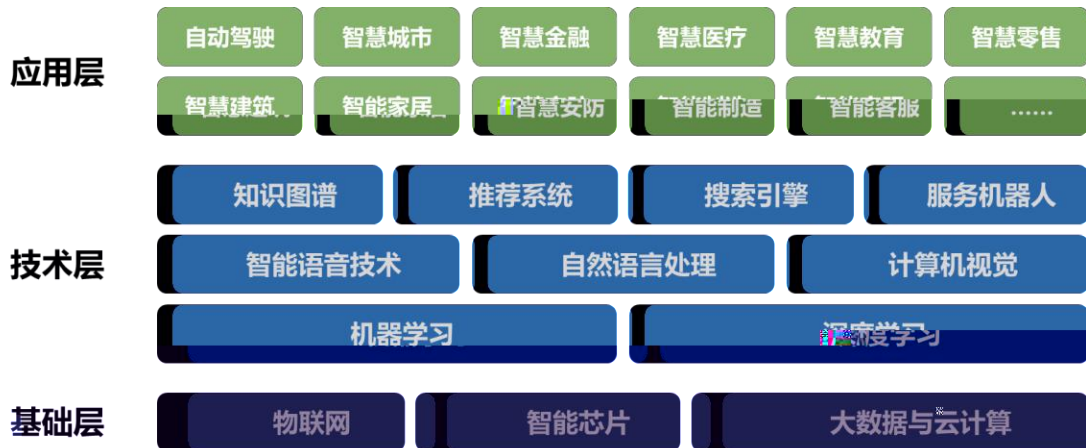 应用层
自动驾驶 智慧城市 智慧金融 智慧医疗 智慧教育 智慧零售
智慧建筑 智能家居 智慧安防 智能制造 智能客服 ......
技术层
知识图谱 推荐系统 搜索引擎 服务机器人
智能语音技术 自然语言处理 计算机视觉
机器学习 深度学习
基础层
物联网 智能芯片 大数据与云计算